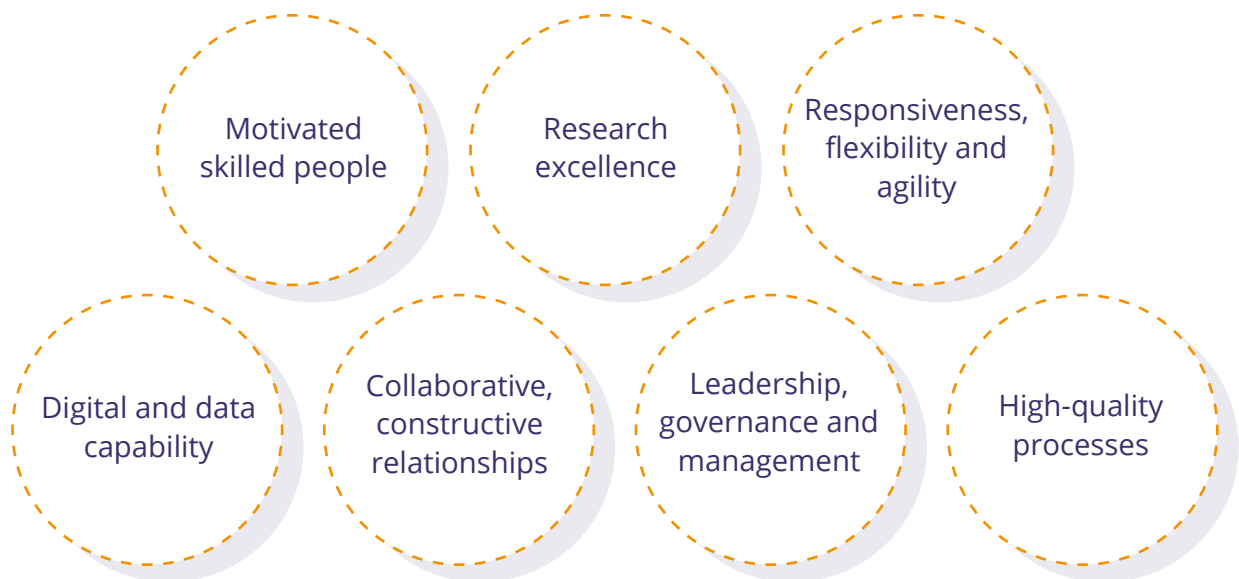 Motivated
skilled people
Research
excellence
Responsiveness,
flexibility and
agility
Digital and data
capability
Collaborative,
constructive
relationships
Leadership,
governance and
management
High-quality
processes